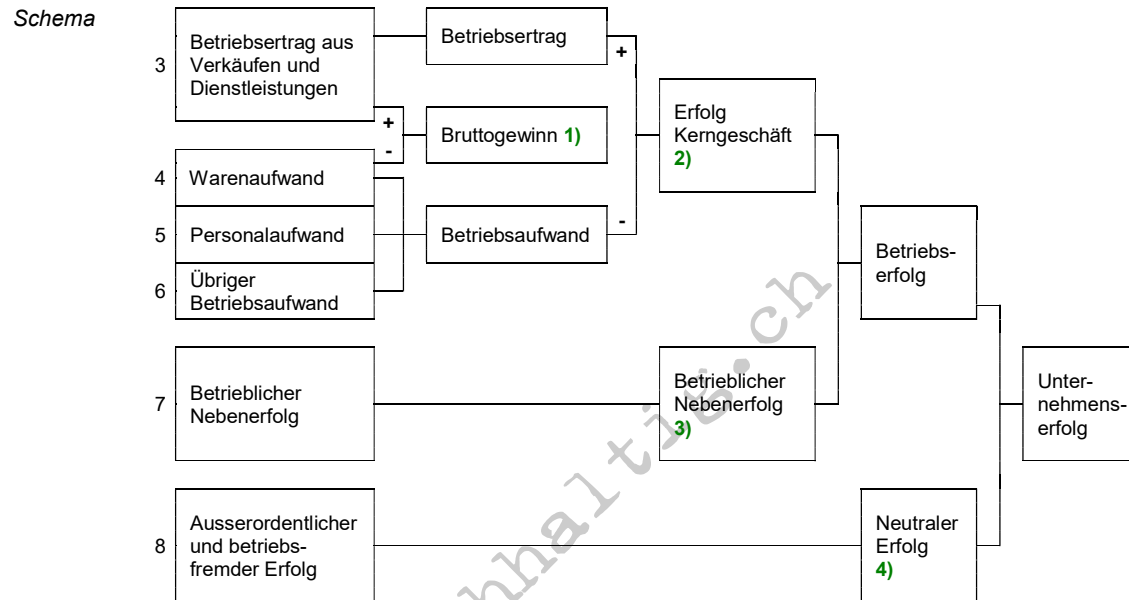 Schema
3
Betriebsertrag aus
Verkäufen und
Dienstleistungen
Betriebsertrag
+
+
-
Bruttogewinn 1)
Erfolg
Kerngeschäft
2)
4
Warenaufwand
5
Personalaufwand
Betriebsaufwand
-
6
Übriger
Betriebsaufwand
Betriebs-
erfolg
7
Betrieblicher
Nebenerfolg
Betrieblicher
Nebenerfolg
3)
Unter-
nehmens-
erfolg
8
Ausserordentlicher
und betriebs-
fremder Erfolg
Neutraler
Erfolg
4)
hhaltig.ch